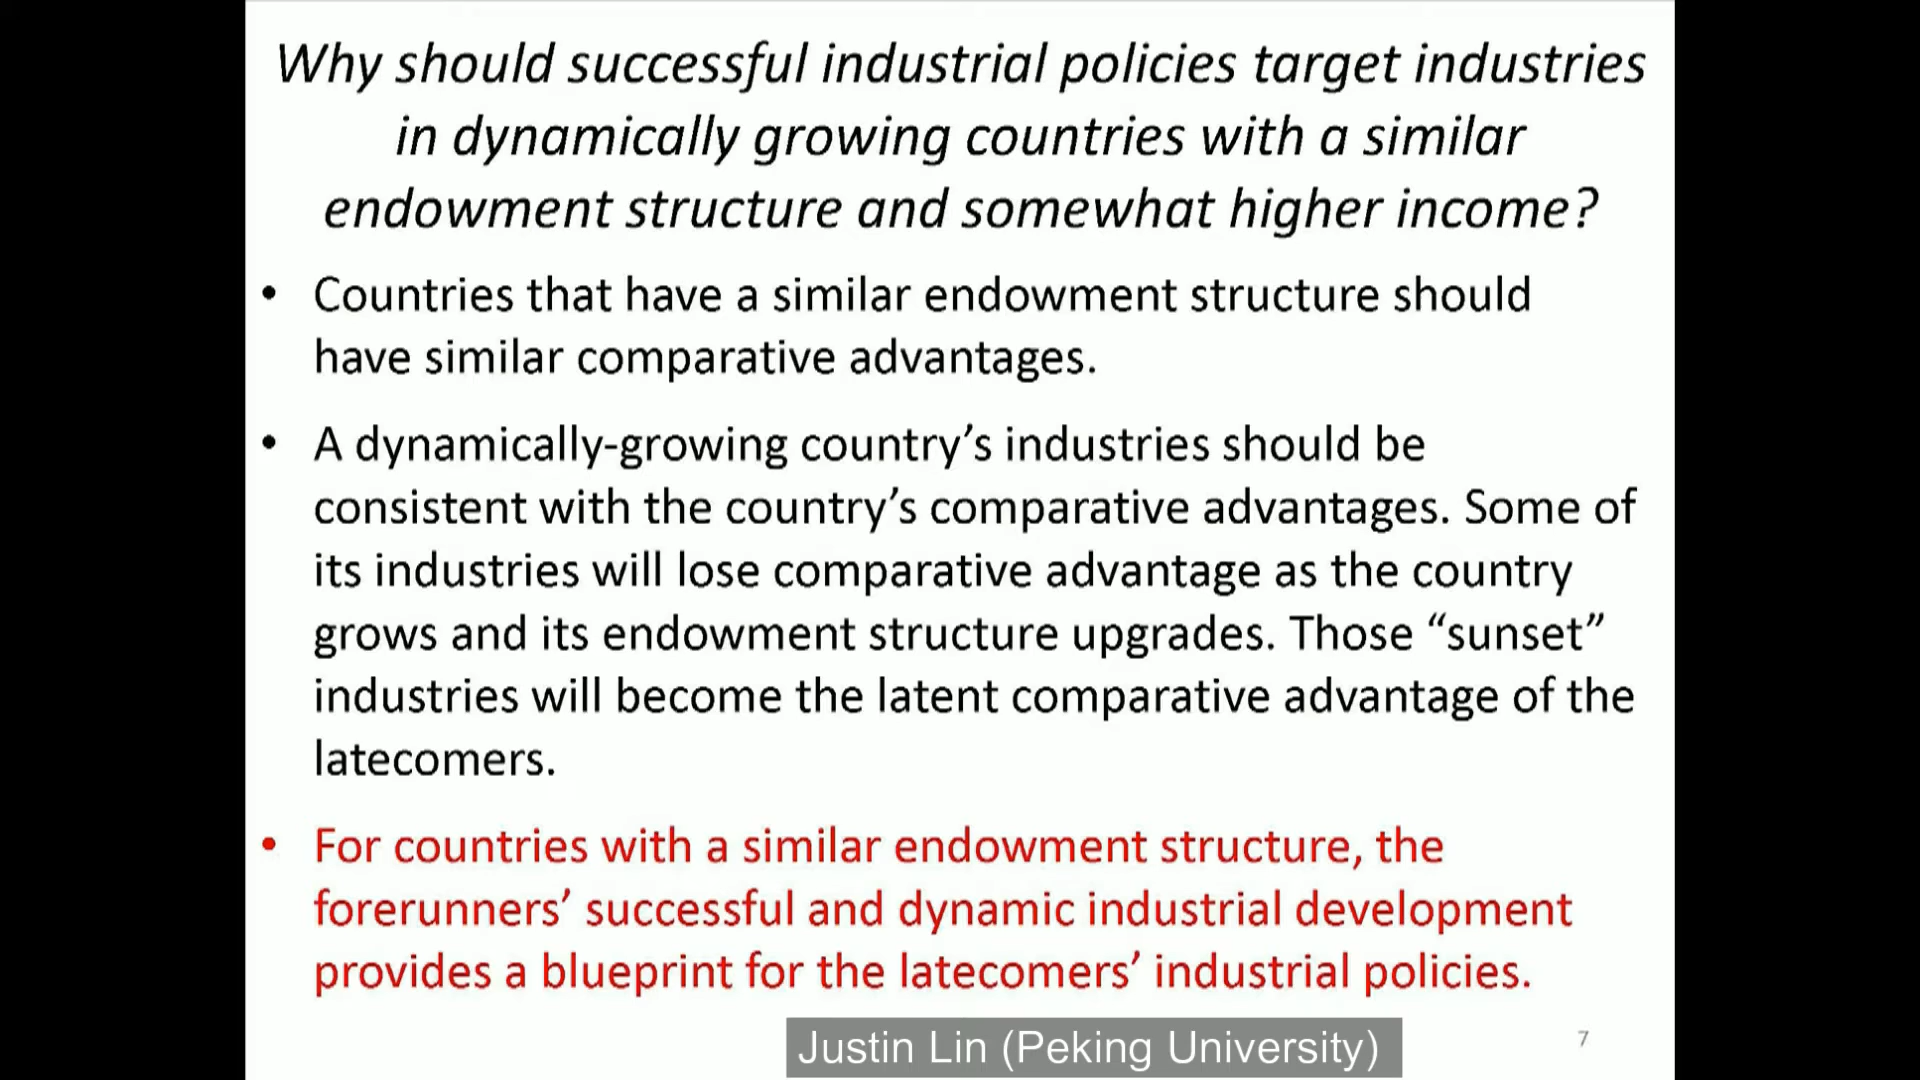 Why should successful industrial policies target industries
in dynamically growing countries with a similar
endowment structure and somewhat higher income?
• Countries that have a similar endowment structure should
have similar comparative advantages.
• A dynamically-growing country’s industries should be
consistent with the country’s comparative advantages. Some of
its industries will lose comparative advantage as the country
grows and its endowment structure upgrades. Those “sunset”
industries will become the latent comparative advantage of the
latecomers.
• For countries with a similar endowment structure, the
forerunners’ successful and dynamic industrial development
provides a blueprint for the latecomers’ industrial policies.
Justin Lin (Peking University)
7